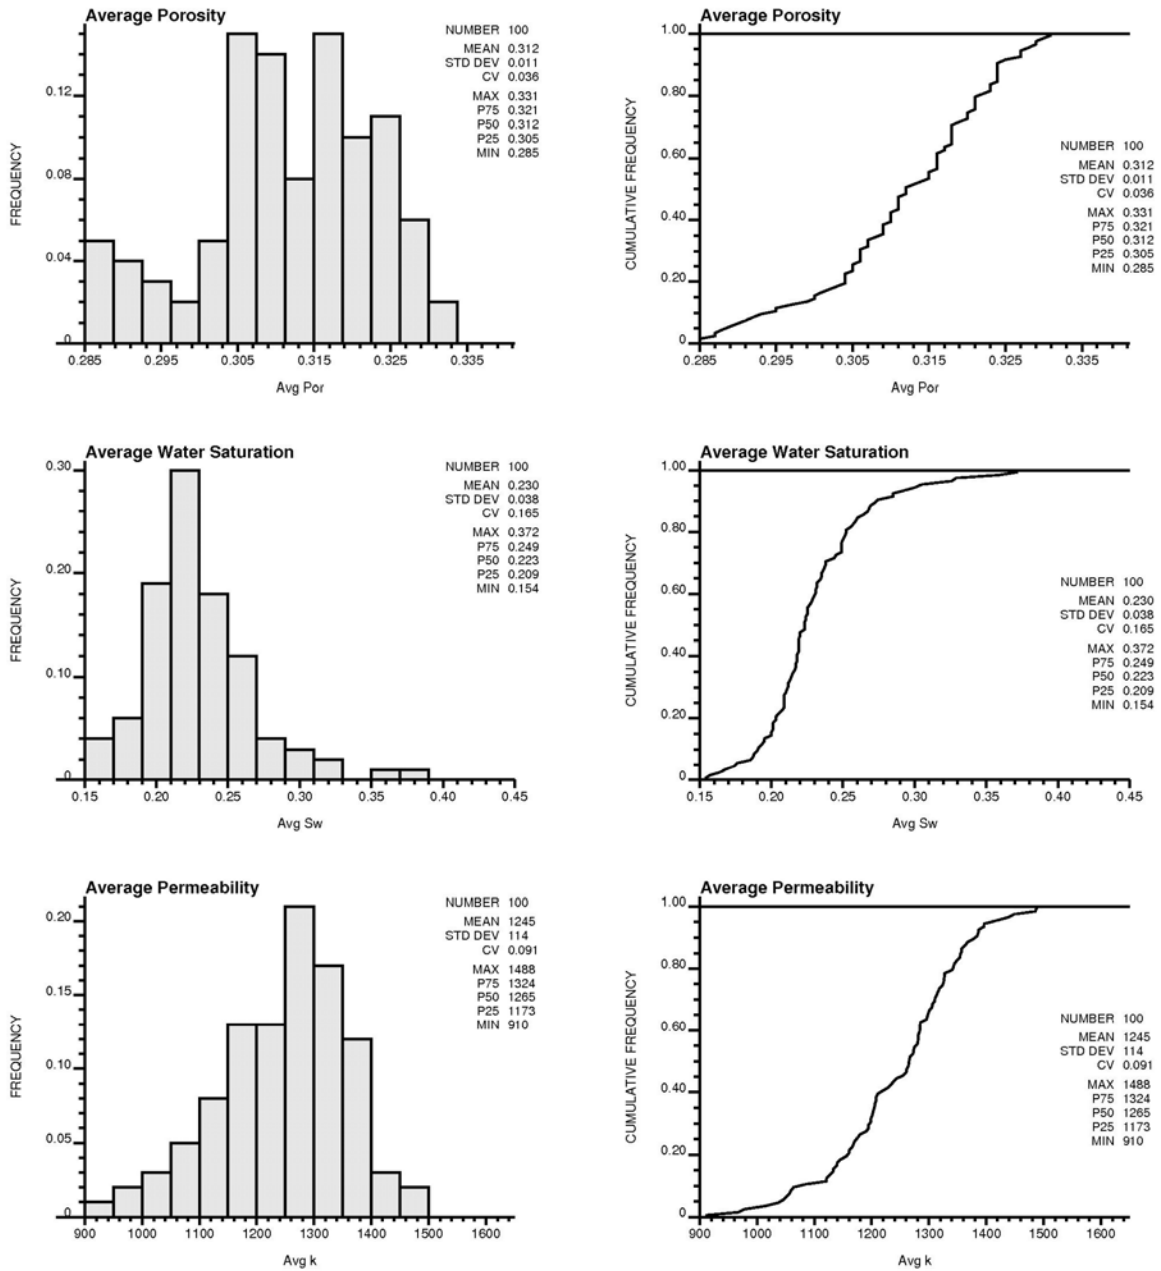 Average Porosity
NUMBER 100
MEAN 0.312
STD DEV 0.011
CV 0.036
MAX 0.331
P75 0.321
P50 0.312
P25 0.305
MIN 0.285
FREQUENCY
0.12
0.08
0.04
0
0.285 0.295 0.305 0.315 0.325 0.335
Avg Por
Average Porosity
1.00
0.80
0.60
0.40
0.20
0
CUMULATIVE FREQUENCY
NUMBER 100
MEAN 0.312
STD DEV 0.011
CV 0.036
MAX 0.331
P75 0.321
P50 0.312
P25 0.305
MIN 0.285
0.285 0.295 0.305 0.315 0.325 0.335
Avg Por
Average Water Saturation
0.30
0.20
0.10
0
FREQUENCY
NUMBER 100
MEAN 0.230
STD DEV 0.038
CV 0.165
MAX 0.372
P75 0.249
P50 0.223
P25 0.209
MIN 0.154
0.15 0.20 0.25 0.30 0.35 0.40 0.45
Avg Sw
Average Water Saturation
1.00
0.80
0.60
0.40
0.20
0
CUMULATIVE FREQUENCY
NUMBER 100
MEAN 0.230
STD DEV 0.038
CV 0.165
MAX 0.372
P75 0.249
P50 0.223
P25 0.209
MIN 0.154
0.15 0.20 0.25 0.30 0.35 0.40 0.45
Avg Sw
Average Permeability
0.20
0.15
0.10
0.05
0
FREQUENCY
NUMBER 100
MEAN 1245
STD DEV 114
CV 0.091
MAX 1488
P75 1324
P50 1265
P25 1173
MIN 910
900 1000 1100 1200 1300 1400 1500 1600
Avg k
Average Permeability
1.00
0.80
0.60
0.40
0.20
0
CUMULATIVE FREQUENCY
NUMBER 100
MEAN 1245
STD DEV 114
CV 0.091
MAX 1488
P75 1324
P50 1265
P25 1173
MIN 910
900 1000 1100 1200 1300 1400 1500 1600
Avg k